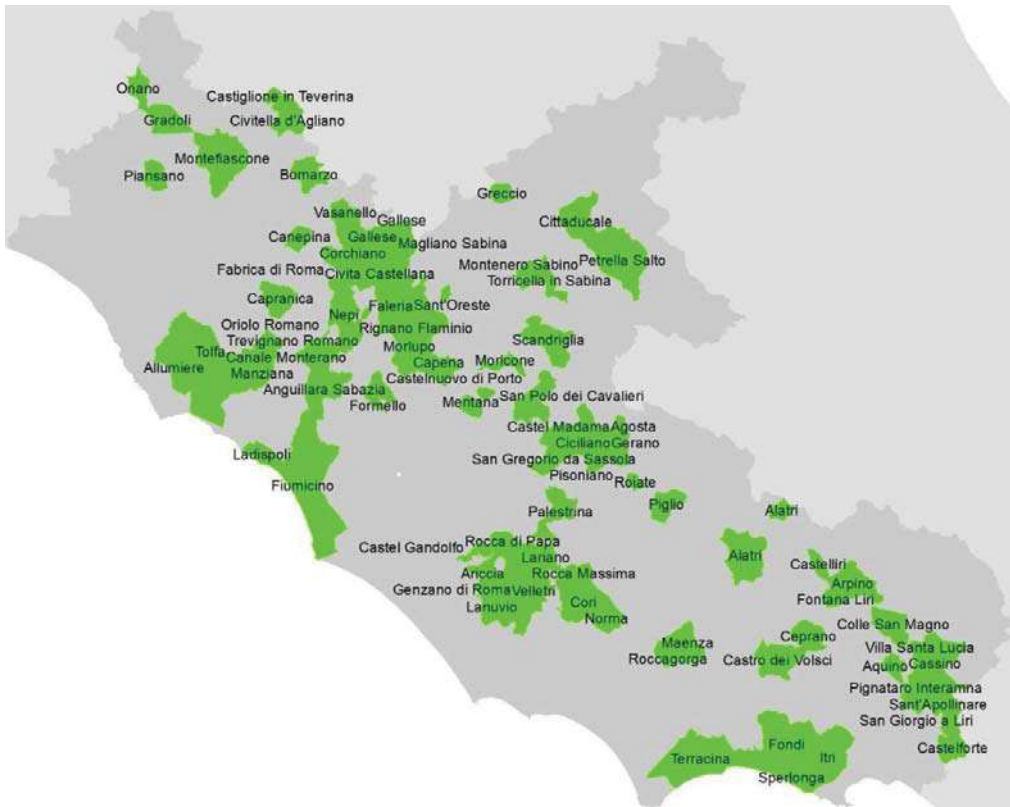 Onano
Castiglione in Teverina
Gradoli
Civitella d'Agliano
Montefiascone
Piansano
Bomarzo
Greccio
Vasanello
Gallese
Cittaducale
Canepina
Gallese
Magliano Sabina
Corchiano
Petrella Salto
Fabrica di Roma
Civita Castellana
Montenero Sabino
Torricella in Sabina
Capranica
Faleria
Sant'Oreste
Nepi
Oriolo Romano
Rignano Flaminio
Trevignano Romano
Scandriglia
Tolfa
Canale Monterano
Morlupo
Allumiere
Manziana
Capena
Moricone
Castelnuovo di Porto
Anguillara Sabazia
San Polo dei Cavalieri
Formello
Mentana
Castel Madama
Agosta
Ciciliano
Gerano
Ladispoli
San Gregorio da Sassola
Pisoniano
Fiumicino
Roiate
Piglio
Palestrina
Alatri
Rocca di Papa
Castel Gandolfo
Lariano
Alatri
Ariccia
Rocca Massima
Castelliri
Genzano di Roma
Velletri
Arpino
Lanuvio
Cori
Fontana Liri
Norma
Colle San Magno
Ceprano
Maenza
Villa Santa Lucia
Roccagorga
Castro dei Volsci
Aquino
Cassino
Pignataro Interamna
Sant'Apollinare
San Giorgio a Liri
Fondi
Castelforte
Terracina
Itri
Sperlonga